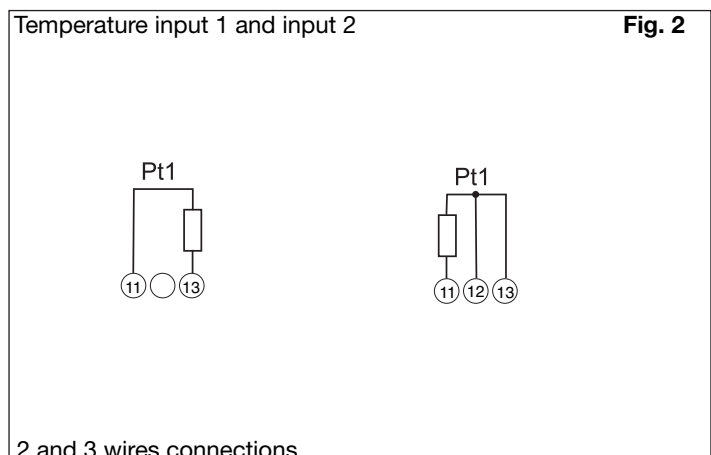 Temperature input 1 and input 2 Fig. 2
Pt1 Pt1
11 13 11 12 13
2 and 3 wires connections